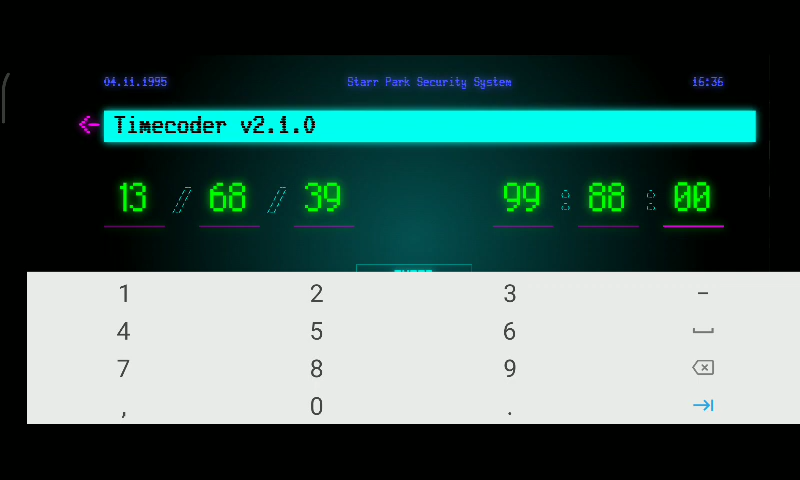 04.11.1995 Starr Park Security System 16:36
Timecoder v2.1.0
13 // 68 // 39 99 : 88 : 00
1 2 3 -
4 5 6
7 8 9
, 0 .